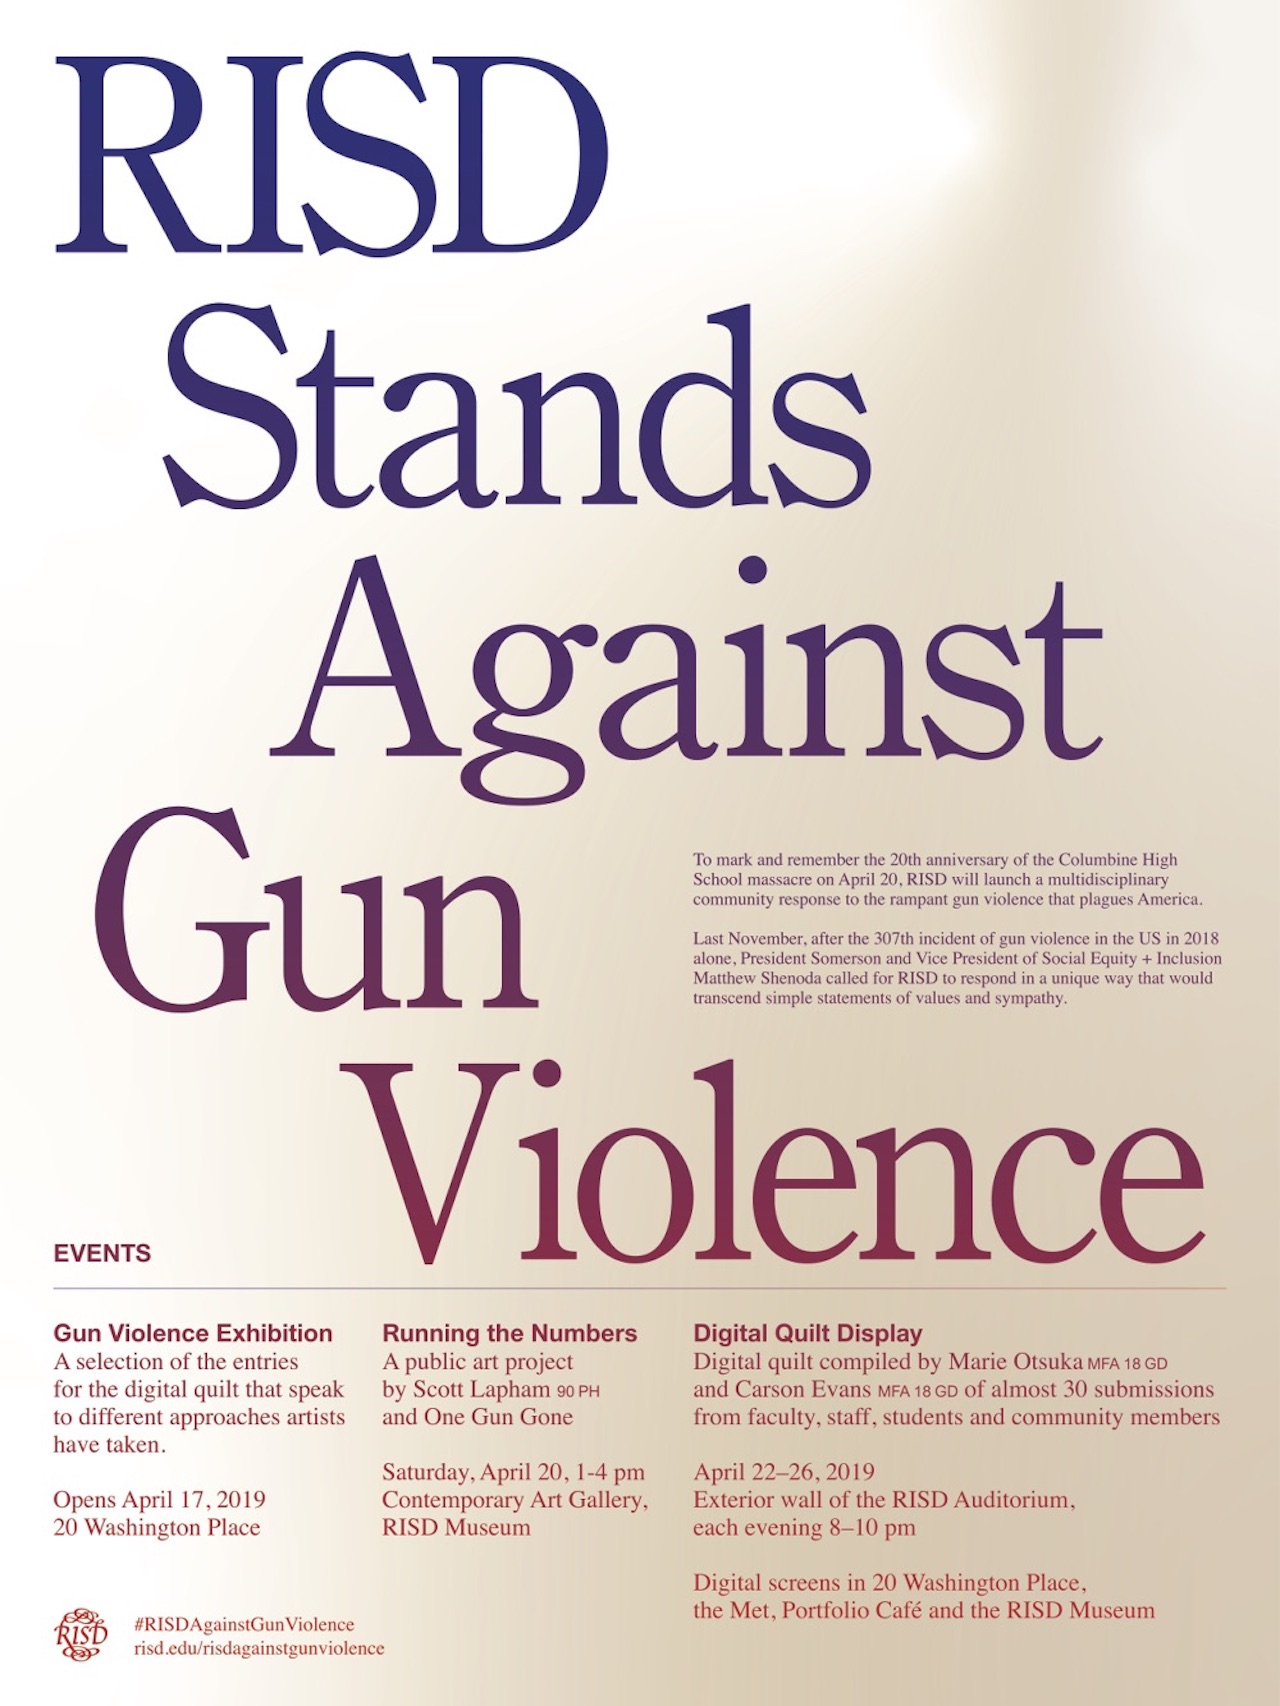 RISD
Stands
Against
Gun
Violence
To mark and remember the 20th anniversary of the Columbine High
School massacre on April 20, RISD will launch a multidisciplinary
community response to the rampant gun violence that plagues America.
Last November, after the 307th incident of gun violence in the US in 2018
alone, President Somerson and Vice President of Social Equity + Inclusion
Matthew Shenoda called for RISD to respond in a unique way that would
transcend simple statements of values and sympathy.
EVENTS
Gun Violence Exhibition
A selection of the entries
for the digital quilt that speak
to different approaches artists
have taken.
Opens April 17, 2019
20 Washington Place
Running the Numbers
A public art project
by Scott Lapham 90 PH
and One Gun Gone
Saturday, April 20, 1-4 pm
Contemporary Art Gallery,
RISD Museum
Digital Quilt Display
Digital quilt compiled by Marie Otsuka MFA 18 GD
and Carson Evans MFA 18 GD of almost 30 submissions
from faculty, staff, students and community members
April 22–26, 2019
Exterior wall of the RISD Auditorium,
each evening 8–10 pm
Digital screens in 20 Washington Place,
the Met, Portfolio Café and the RISD Museum
RISD
#RISDAgainstGunViolence
risd.edu/risdagainstgunviolence